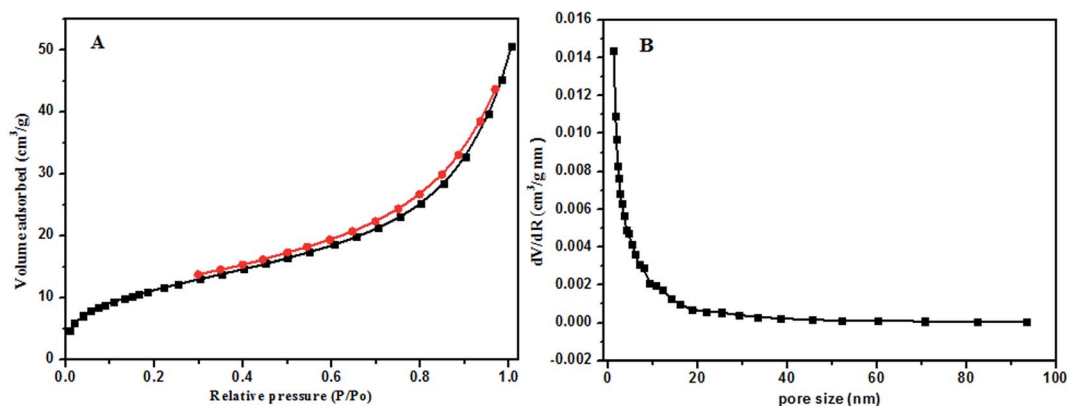 A
Volume adsorbed (cm³/g)
50
40
30
20
10
0
0.0 0.2 0.4 0.6 0.8 1.0
Relative pressure (P/Po)
B
dV/dR (cm³/g nm)
0.016
0.014
0.012
0.010
0.008
0.006
0.004
0.002
0.000
-0.002
0 20 40 60 80 100
pore size (nm)